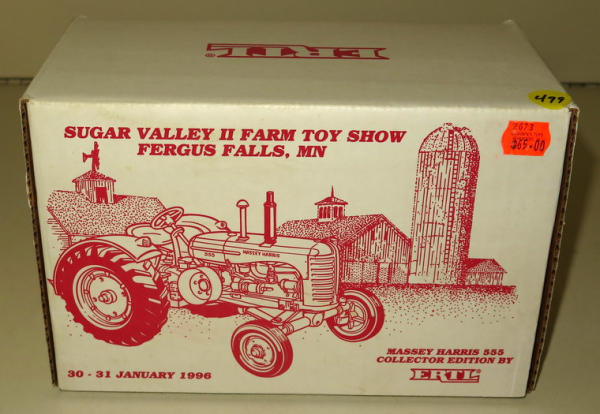 ERTL®
477
2073
$65.00
SUGAR VALLEY II FARM TOY SHOW
FERGUS FALLS, MN
555 MASSEY HARRIS
MASSEY HARRIS 555
COLLECTOR EDITION BY
30 - 31 JANUARY 1996
ERTL®